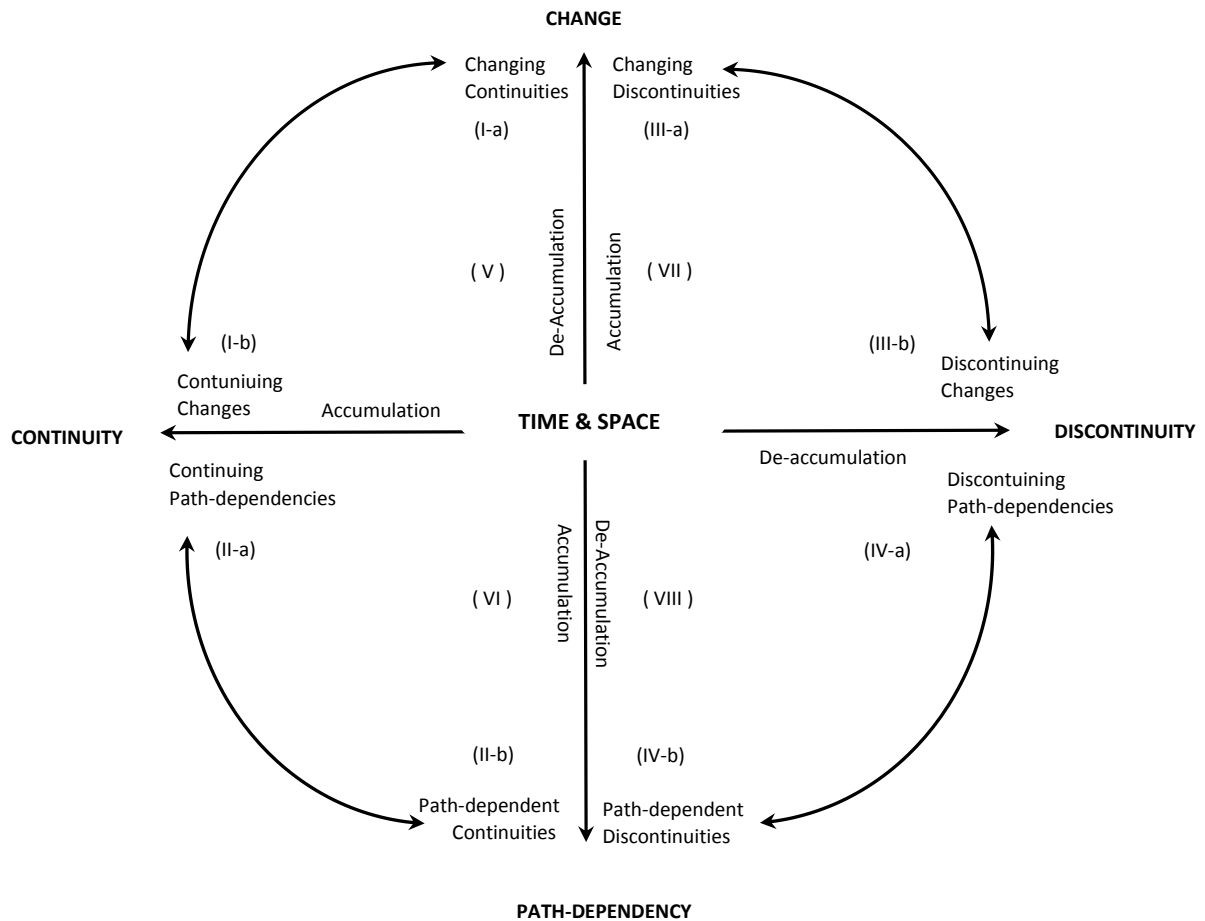 CHANGE
Changing
Continuities
(I-a)
Changing
Discontinuities
(III-a)
De-Accumulation
Accumulation
( V )
( VII )
(I-b)
Contuniuing
Changes
(III-b)
Discontinuing
Changes
Accumulation
TIME & SPACE
CONTINUITY
DISCONTINUITY
De-accumulation
Continuing
Path-dependencies
(II-a)
Discontuining
Path-dependencies
(IV-a)
Accumulation
De-Accumulation
( VI )
( VIII )
(II-b)
(IV-b)
Path-dependent
Continuities
Path-dependent
Discontinuities
PATH-DEPENDENCY